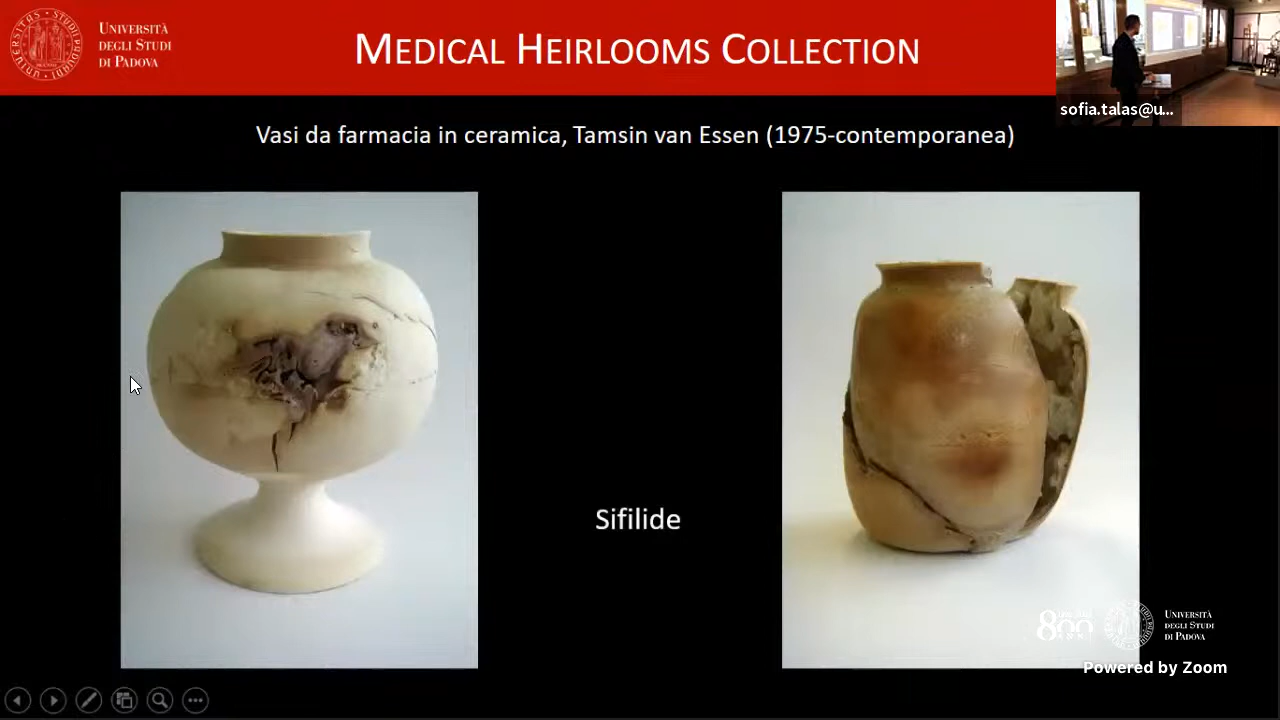 UNIVERSITÀ
DEGLI STUDI
DI PADOVA
MEDICAL HEIRLOOMS COLLECTION
sofia.talas@u...
Vasi da farmacia in ceramica, Tamsin van Essen (1975-contemporanea)
Sifilide
800
UNIVERSITÀ
DEGLI STUDI
DI PADOVA
Powered by Zoom